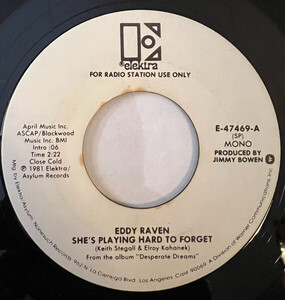 elektra
FOR RADIO STATION USE ONLY
April Music Inc.
ASCAP/Blackwood
Music Inc. BMI
Intro :06
Time 2:22
Close Cold
℗ 1981 Elektra/
Asylum Records
E-47469-A
(SP)
MONO
PRODUCED BY
JIMMY BOWEN
EDDY RAVEN
SHE'S PLAYING HARD TO FORGET
(Keith Stegall & Elroy Kahanek)
From the album "Desperate Dreams"